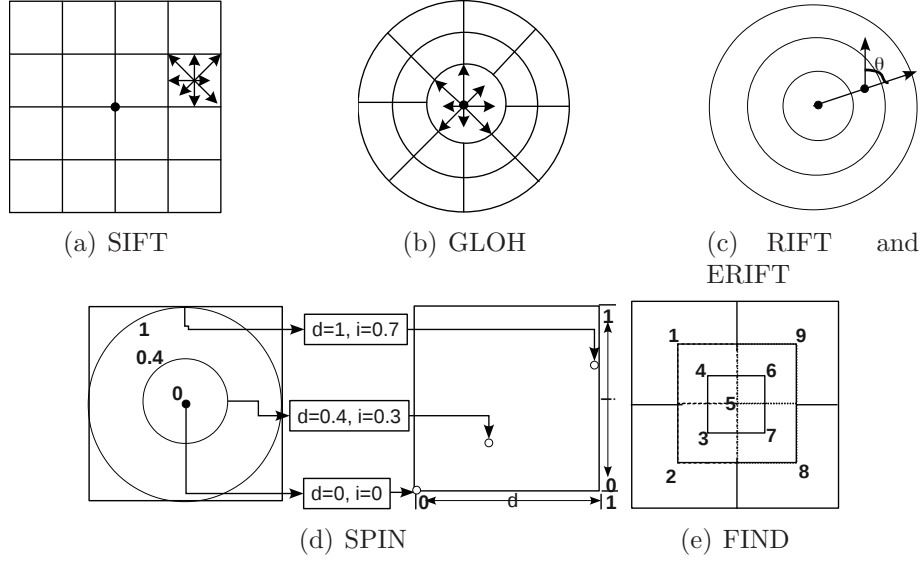 θ
(a) SIFT
(b) GLOH
(c) RIFT and
ERIFT
1
0.4
0
d=1, i=0.7
d=0.4, i=0.3
d=0, i=0
1
i
0
0
d
1
1
9
4
6
5
3
7
2
8
(d) SPIN
(e) FIND